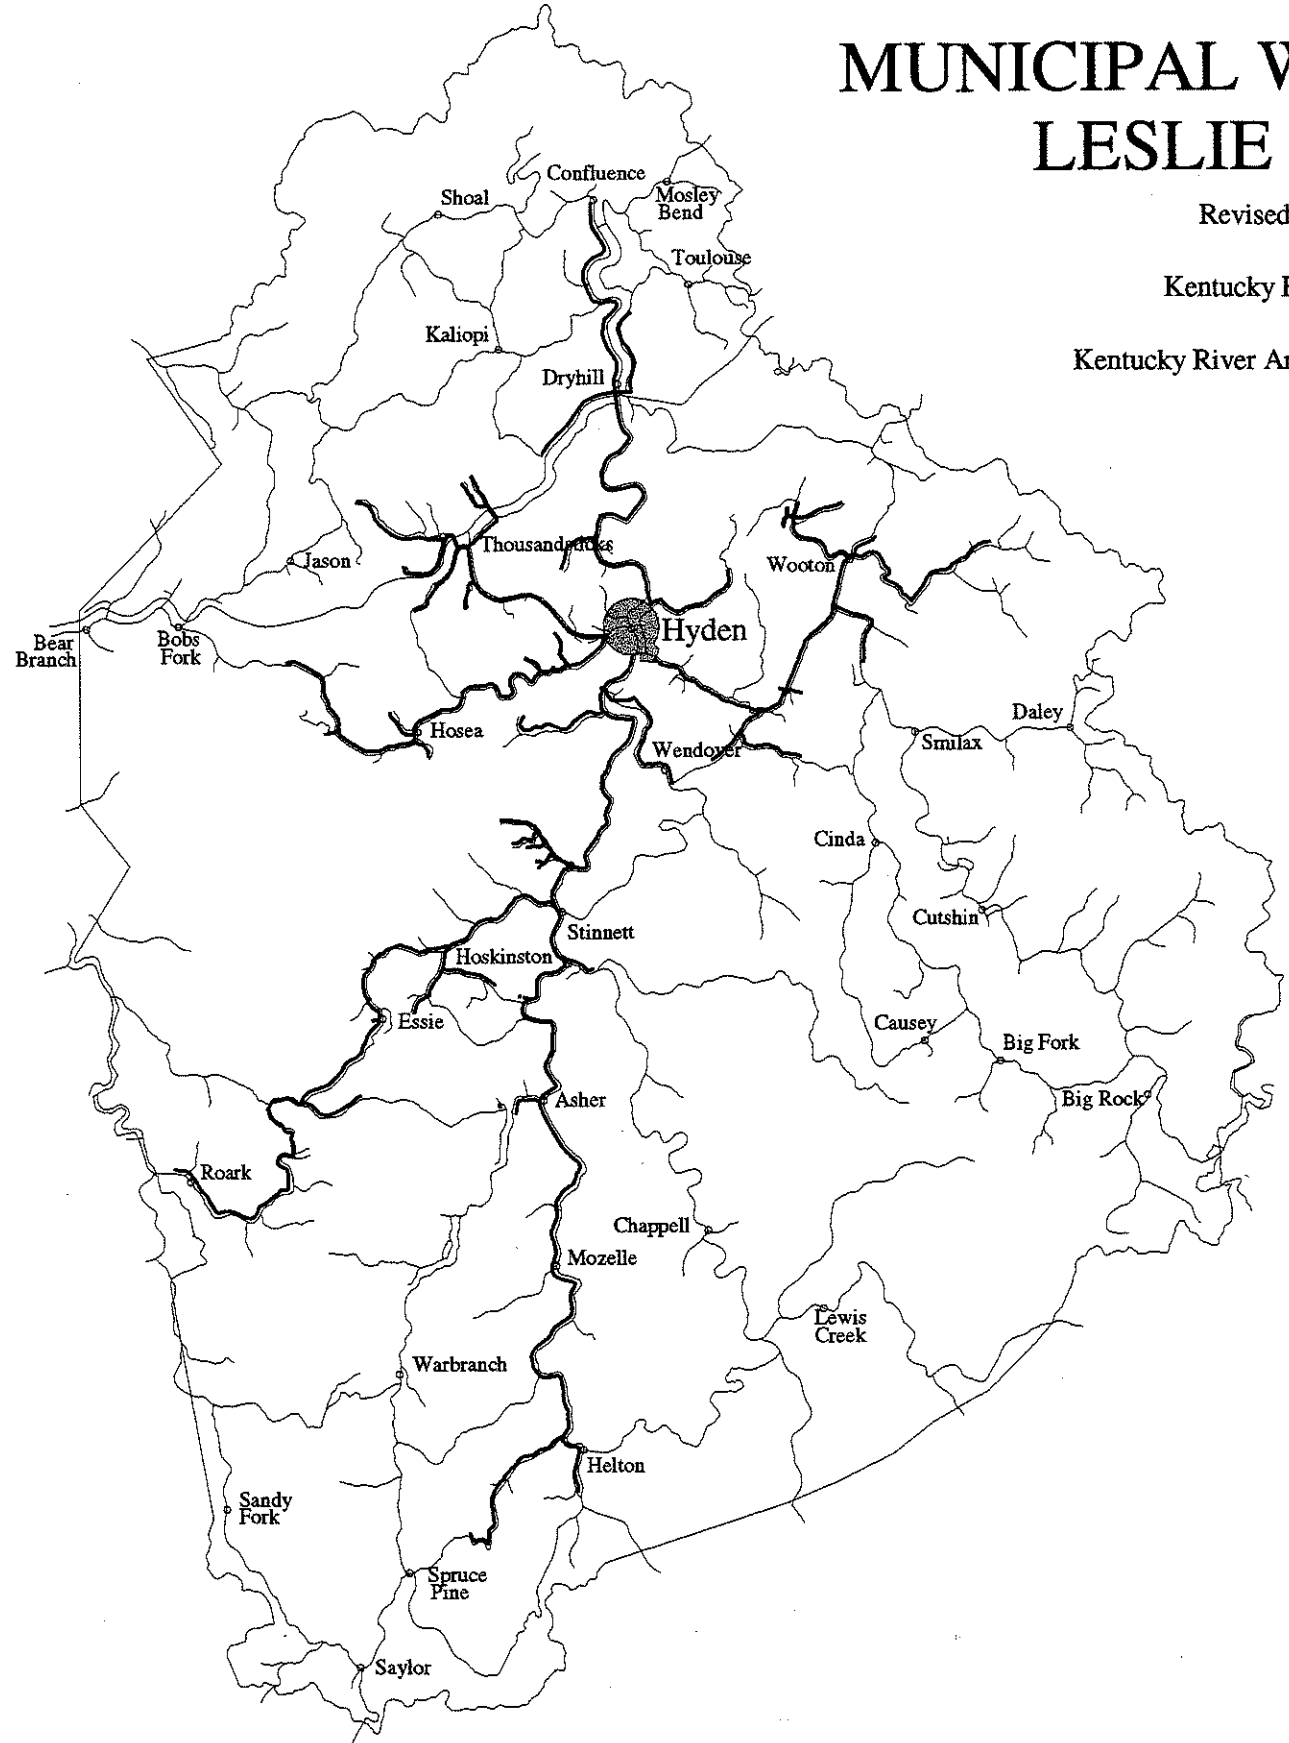 MUNICIPAL W
LESLIE
Revised
Kentucky
Kentucky River Ar
Confluence
Shoal
Mosley
Bend
Toulouse
Kaliopi
Dryhill
Thousandsticks
Jason
Wooton
Bear
Branch
Bobs
Fork
Hyden
Hosea
Daley
Smilax
Wendover
Cinda
Cutshin
Stinnett
Hoskinston
Essie
Causey
Big Fork
Asher
Big Rock
Roark
Chappell
Mozelle
Lewis
Creek
Warbranch
Helton
Sandy
Fork
Spruce
Pine
Saylor